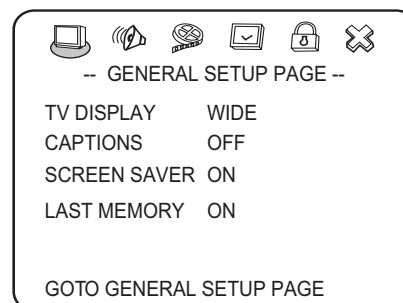 -- GENERAL SETUP PAGE --
TV DISPLAY WIDE
CAPTIONS OFF
SCREEN SAVER ON
LAST MEMORY ON
GOTO GENERAL SETUP PAGE